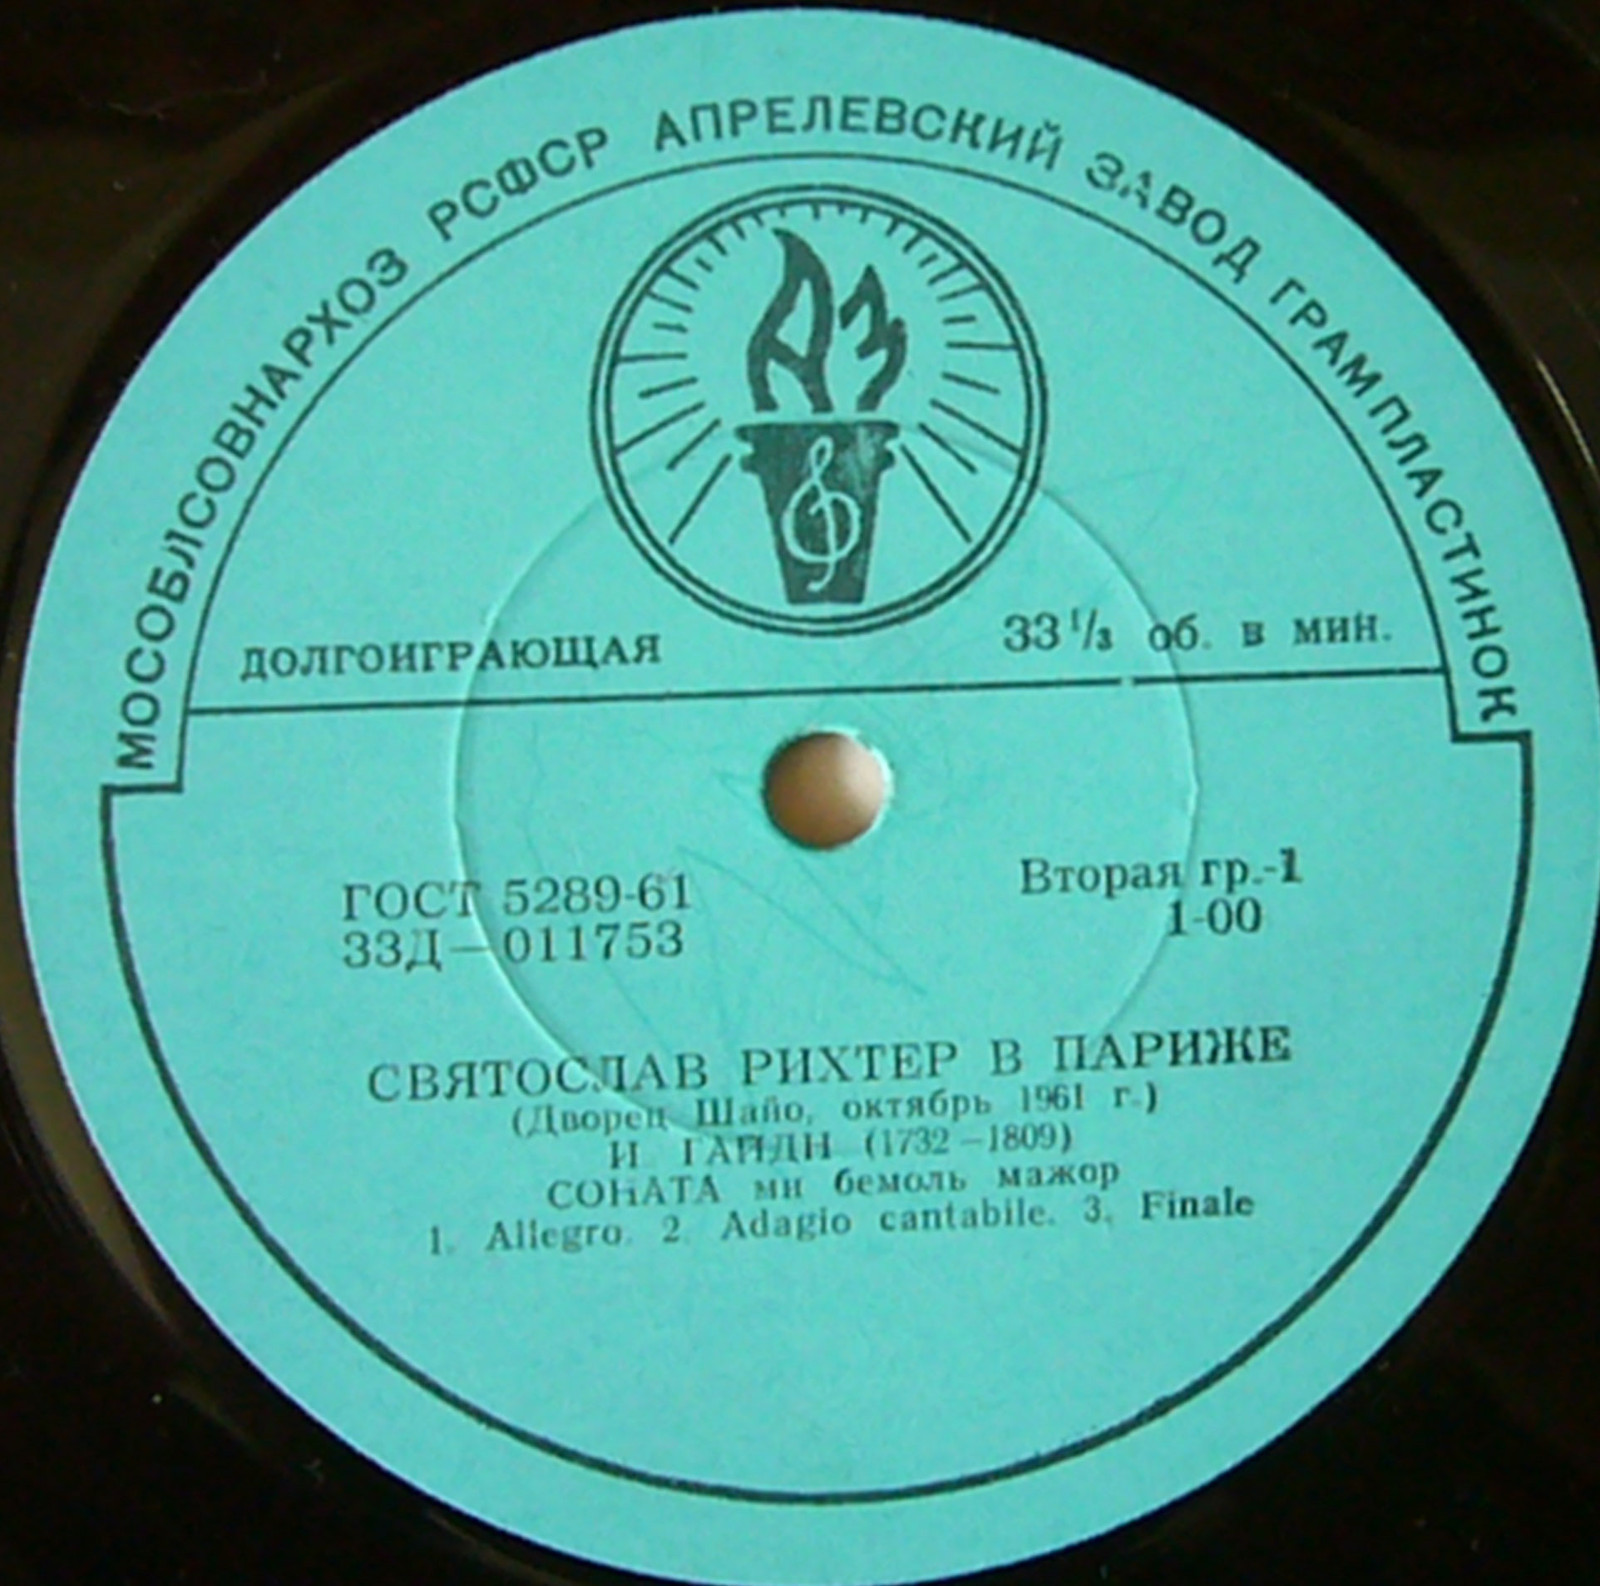 МОСОБЛСОВНАРХОЗ РСФСР АПРЕЛЕВСКИЙ ЗАВОД ГРАМПЛАСТИНОК
АЗ
ДОЛГОИГРАЮЩАЯ 33 1/3 об. в мин.
ГОСТ 5289-61 Вторая гр.-1
33Д—011753 1-00
СВЯТОСЛАВ РИХТЕР В ПАРИЖЕ
(Дворец Шайо, октябрь 1961 г.)
И ГАЙДН (1732—1809)
СОНАТА ми бемоль мажор
1. Allegro. 2. Adagio cantabile. 3. Finale